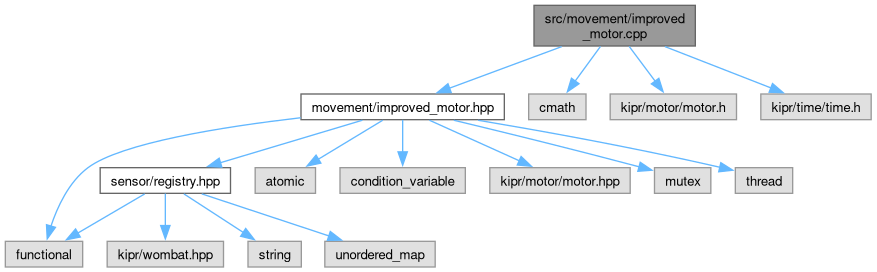 src/movement/improved
_motor.cpp
movement/improved_motor.hpp
cmath
kipr/motor/motor.h
kipr/time/time.h
sensor/registry.hpp
atomic
condition_variable
kipr/motor/motor.hpp
mutex
thread
functional
kipr/wombat.hpp
string
unordered_map